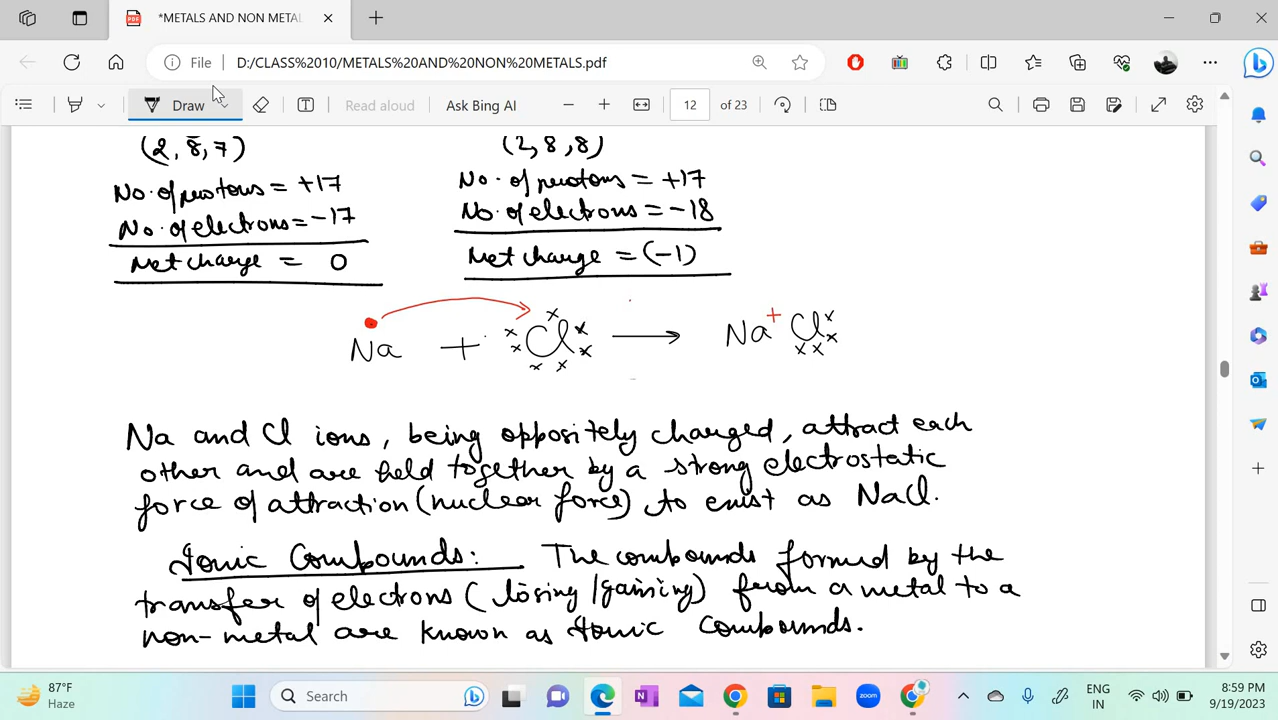 *METALS AND NON METAL
File
D:/CLASS%2010/METALS%20AND%20NON%20METALS.pdf
Draw
Read aloud
Ask Bing AI
12 of 23
(2, 8, 7) (2, 8, 8)
No. of protons = +17 No. of protons = +17
No. of electrons = -17 No. of electrons = -18
Net charge = 0 Net charge = (-1)
Na + Cl → Na+ Cl
Na and Cl ions, being oppositely charged, attract each
other and are held together by a strong electrostatic
force of attraction (nuclear force) to exist as NaCl.
Ionic Compounds: The compounds formed by the
transfer of electrons (losing/gaining) from a metal to a
non-metal are known as Ionic compounds.
87°F
Haze
Search
zoom
ENG
IN
8:59 PM
9/19/2023